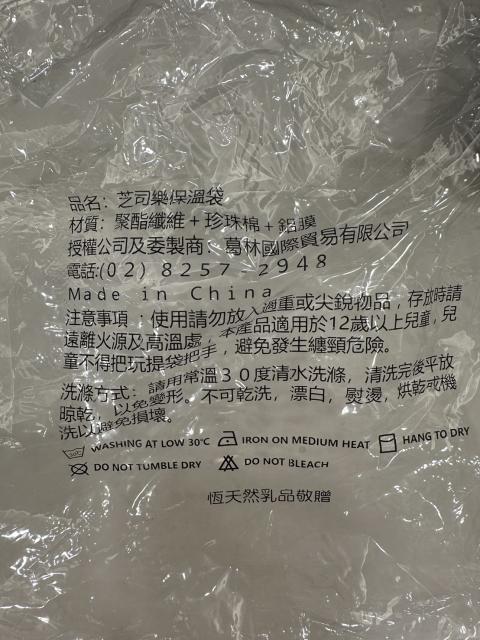 品名：芝司樂保溫袋
材質：聚酯纖維＋珍珠棉＋鋁膜
授權公司及委製商：葛林國際貿易有限公司
電話:(02) 8257-2948
Made in China
注意事項：使用請勿放入過重或尖銳物品，存放時請
遠離火源及高溫處，本產品適用於12歲以上兒童，兒
童不得把玩提袋把手，避免發生纏頸危險。
洗滌方式：請用常溫30度清水洗滌，清洗完後平放
晾乾，以免變形。不可乾洗，漂白，熨燙，烘乾或機
洗以避免損壞。
30°C WASHING AT LOW 30°C IRON ON MEDIUM HEAT HANG TO DRY
DO NOT TUMBLE DRY DO NOT BLEACH
恆天然乳品敬贈